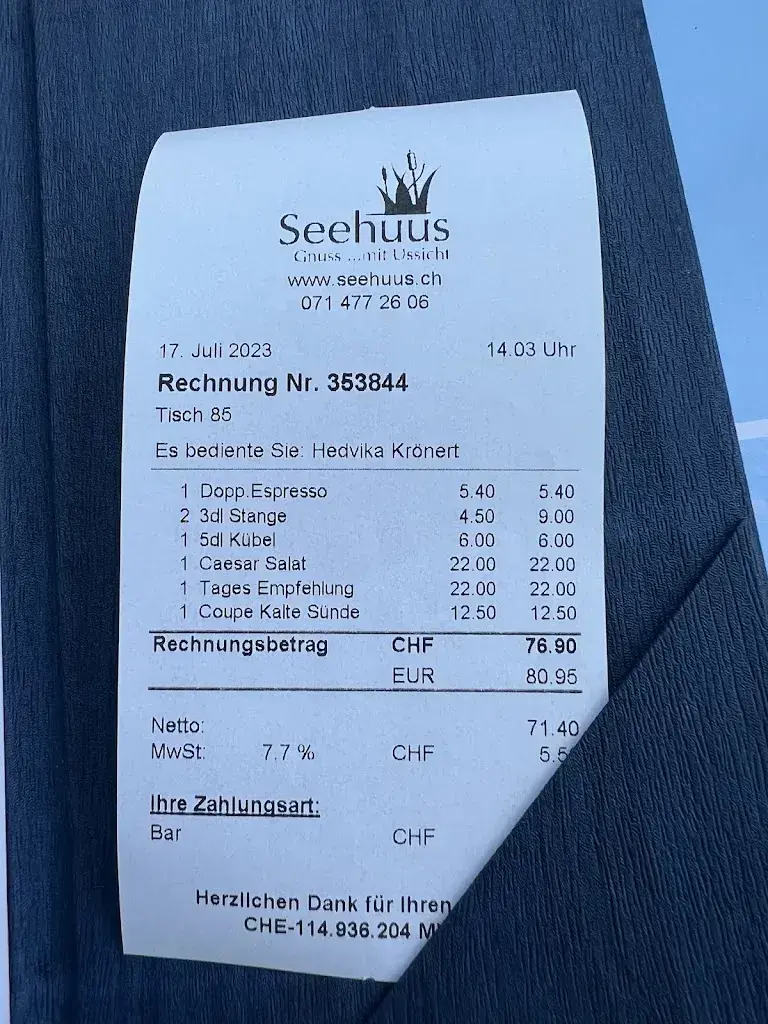 Seehuus
Gnuss ...mit Ussicht
www.seehuus.ch
071 477 26 06
17. Juli 2023 14.03 Uhr
Rechnung Nr. 353844
Tisch 85
Es bediente Sie: Hedvika Krönert
1 Dopp.Espresso 5.40 5.40
2 3dl Stange 4.50 9.00
1 5dl Kübel 6.00 6.00
1 Caesar Salat 22.00 22.00
1 Tages Empfehlung 22.00 22.00
1 Coupe Kalte Sünde 12.50 12.50
Rechnungsbetrag CHF 76.90
EUR 80.95
Netto: 71.40
MwSt: 7.7 % CHF 5.5
Ihre Zahlungsart:
Bar CHF
Herzlichen Dank für Ihren
CHE-114.936.204